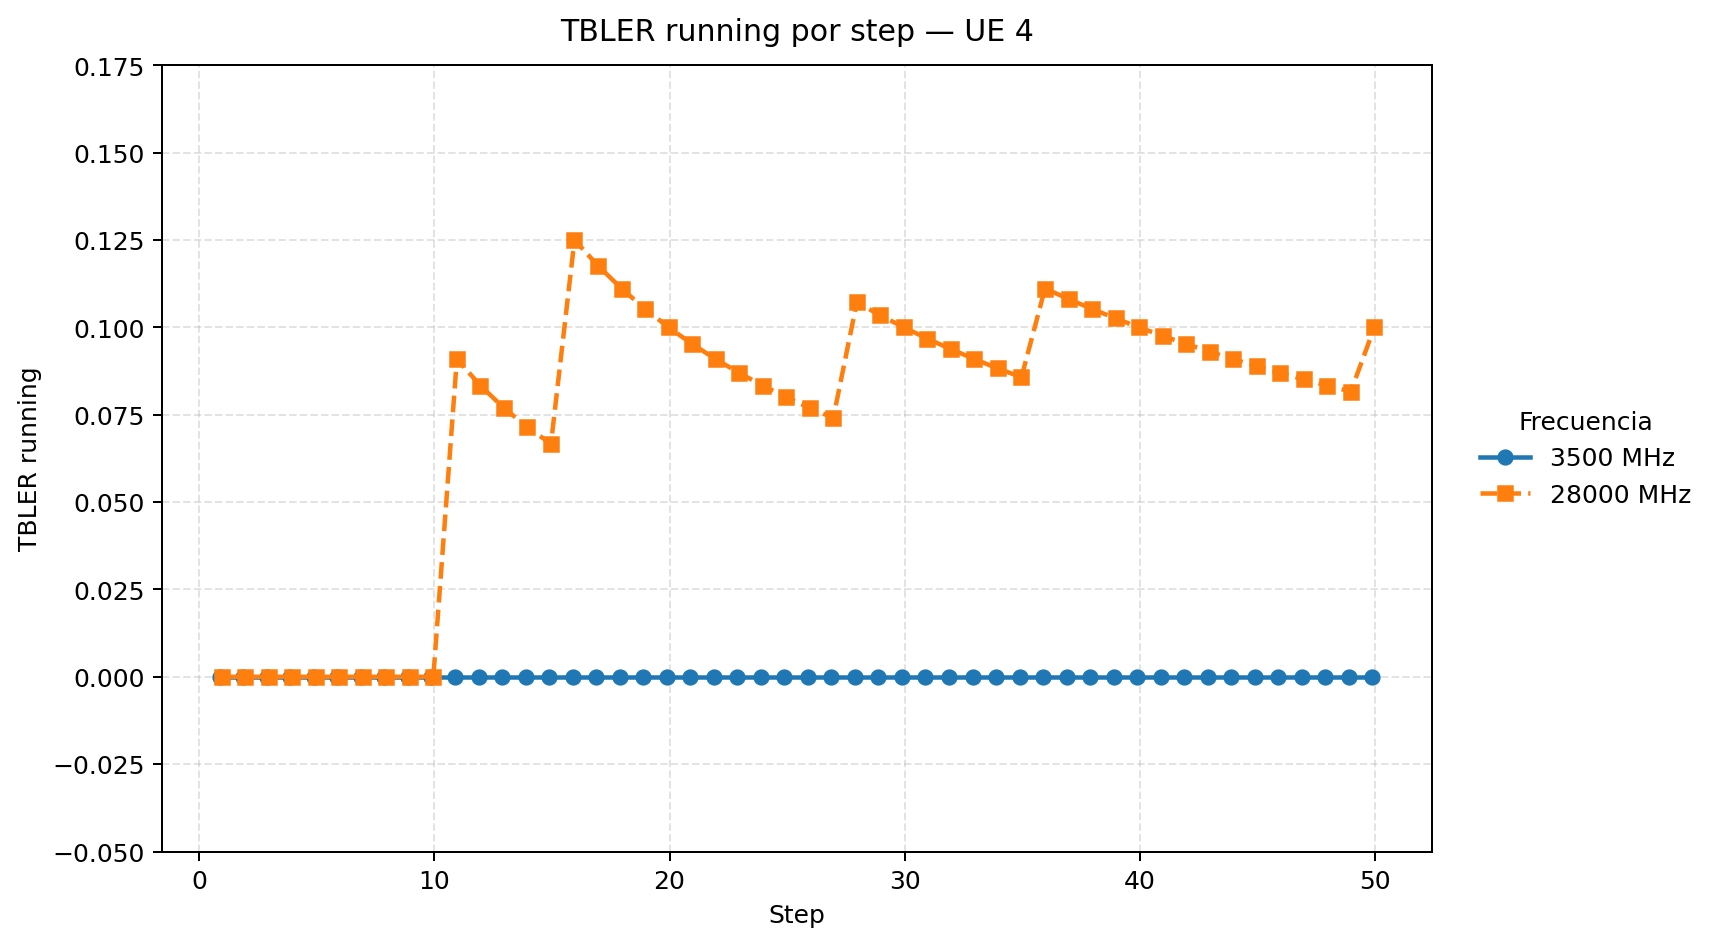 TBLER running por step — UE 4
0.175
0.150
0.125
0.100
0.075
0.050
0.025
0.000
−0.025
−0.050
TBLER running
0 10 20 30 40 50
Step
Frecuencia
3500 MHz
28000 MHz